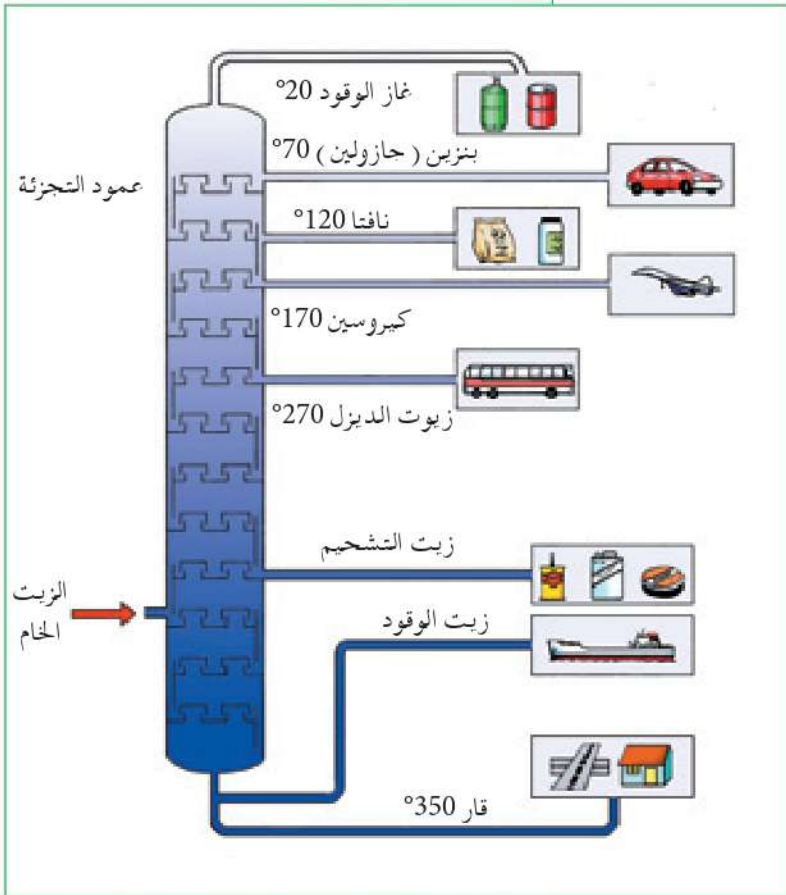 غاز الوقود 20°
بنزين ( جازولين ) 70°
عمود التجزئة
نافتا 120°
كيروسين 170°
زيوت الديزل 270°
زيت التشحيم
الزيت
الخام
زيت الوقود
قار 350°